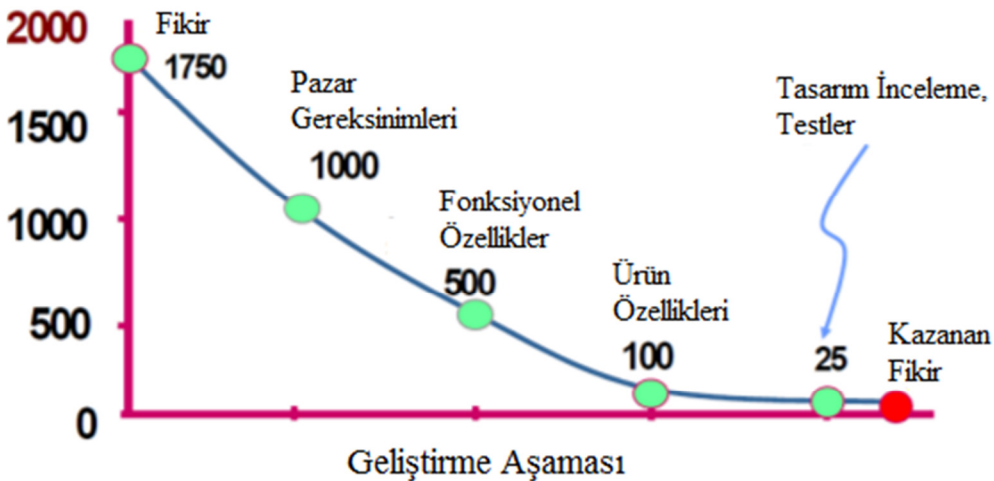 2000
1500
1000
500
0
Fikir
1750
Pazar
Gereksinimleri
1000
Fonksiyonel
Özellikler
500
Ürün
Özellikleri
100
Tasarım İnceleme,
Testler
25
Kazanan
Fikir
Geliştirme Aşaması